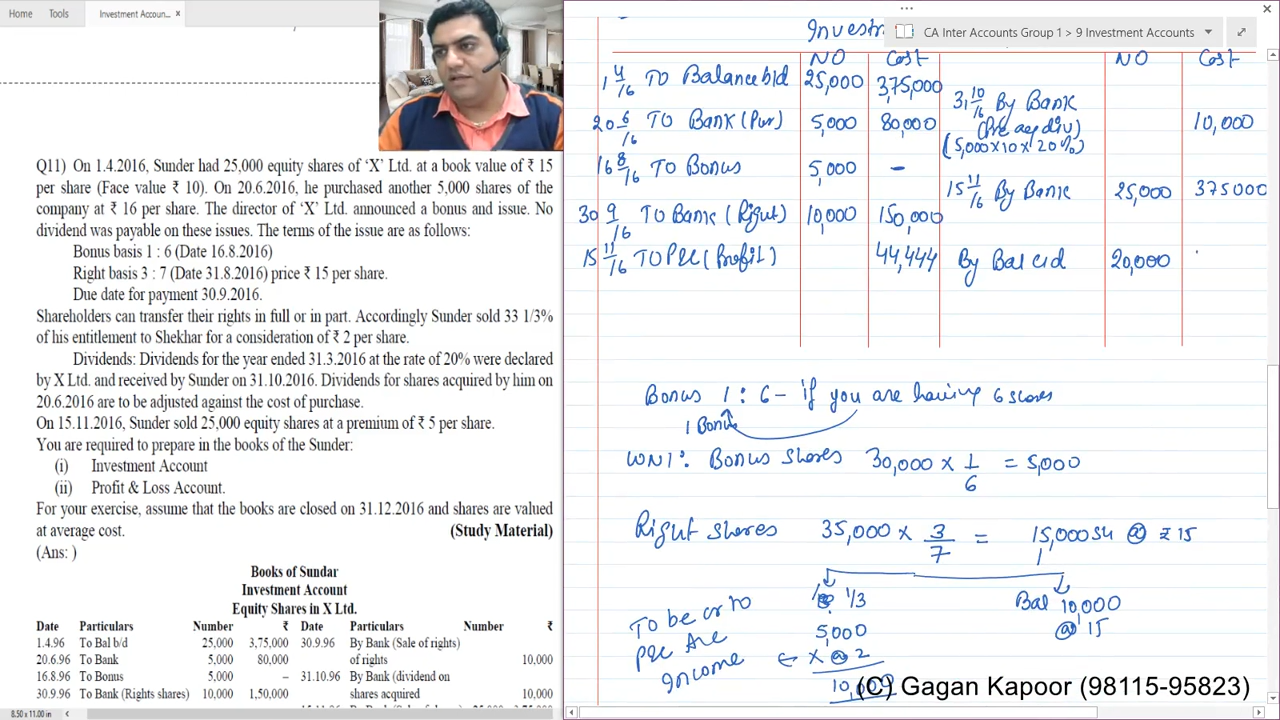 Home Tools Investment Accoun... ×
Q11) On 1.4.2016, Sunder had 25,000 equity shares of 'X' Ltd. at a book value of ₹ 15
per share (Face value ₹ 10). On 20.6.2016, he purchased another 5,000 shares of the
company at ₹ 16 per share. The director of 'X' Ltd. announced a bonus and issue. No
dividend was payable on these issues. The terms of the issue are as follows:
Bonus basis 1 : 6 (Date 16.8.2016)
Right basis 3 : 7 (Date 31.8.2016) price ₹ 15 per share.
Due date for payment 30.9.2016.
Shareholders can transfer their rights in full or in part. Accordingly Sunder sold 33 1/3%
of his entitlement to Shekhar for a consideration of ₹ 2 per share.
Dividends: Dividends for the year ended 31.3.2016 at the rate of 20% were declared
by X Ltd. and received by Sunder on 31.10.2016. Dividends for shares acquired by him on
20.6.2016 are to be adjusted against the cost of purchase.
On 15.11.2016, Sunder sold 25,000 equity shares at a premium of ₹ 5 per share.
You are required to prepare in the books of the Sunder:
(i) Investment Account
(ii) Profit & Loss Account.
For your exercise, assume that the books are closed on 31.12.2016 and shares are valued
at average cost. (Study Material)
(Ans: )
Books of Sundar
Investment Account
Equity Shares in X Ltd.
Date Particulars Number ₹ Date Particulars Number ₹
1.4.96 To Bal b/d 25,000 3,75,000 30.9.96 By Bank (Sale of rights)
20.6.96 To Bank 5,000 80,000 of rights) 10,000
16.8.96 To Bonus 5,000 – 31.10.96 By Bank (dividend on
30.9.96 To Bank (Rights shares) 10,000 1,50,000 shares acquired 10,000
8.50 x 11.00 in
CA Inter Accounts Group 1 > 9 Investment Accounts
Investm
NO Cost NO Cost
1 4/16 TO Balance b/d 25,000 3,75,000
31 10/16 By Bank
20 6/16 TO Bank (Pur) 5,000 80,000 (Pre acq div) 10,000
(5,000×10×20%)
16 8/16 TO Bonus 5,000 -
15 11/16 By Bank 25,000 375000
30 9/16 TO Bank (Right) 10,000 150,000
15 11/16 TO P&L (Profit) 44,444 By Bal c/d 20,000
Bonus 1 : 6 - if you are having 6 scares
1 Bonus
WN1: Bonus shares 30,000 × 1/6 = 5,000
Right shares 35,000 × 3/7 = 15,000 SH @ ₹ 15
1/3 Bal 10,000
@ 15
To be cr to
P&L A/c
Income
5,000
× @ 2
10,000
(C) Gagan Kapoor (98115-95823)